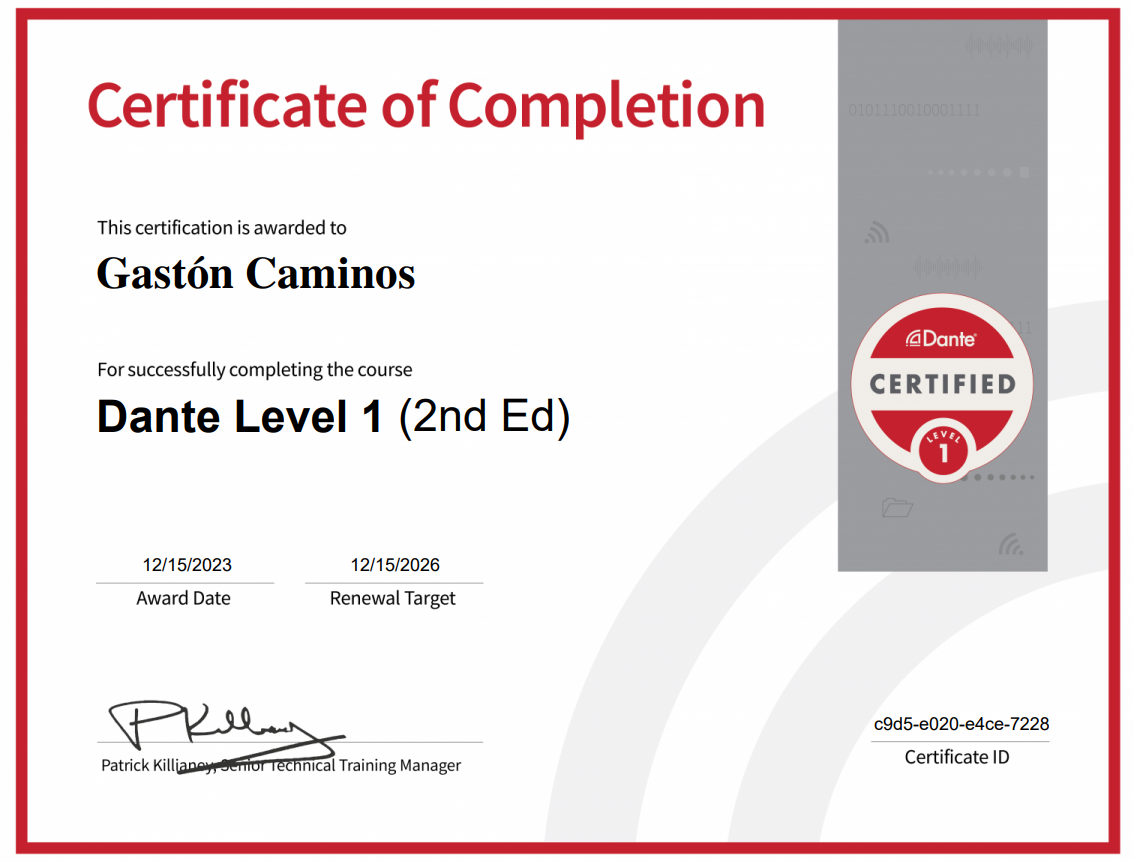 Certificate of Completion
0101110010001111
This certification is awarded to
Gastón Caminos
11
Dante
CERTIFIED
LEVEL
1
For successfully completing the course
Dante Level 1 (2nd Ed)
12/15/2023 12/15/2026
Award Date Renewal Target
c9d5-e020-e4ce-7228
Certificate ID
PKilliany
Patrick Killianey, Senior Technical Training Manager